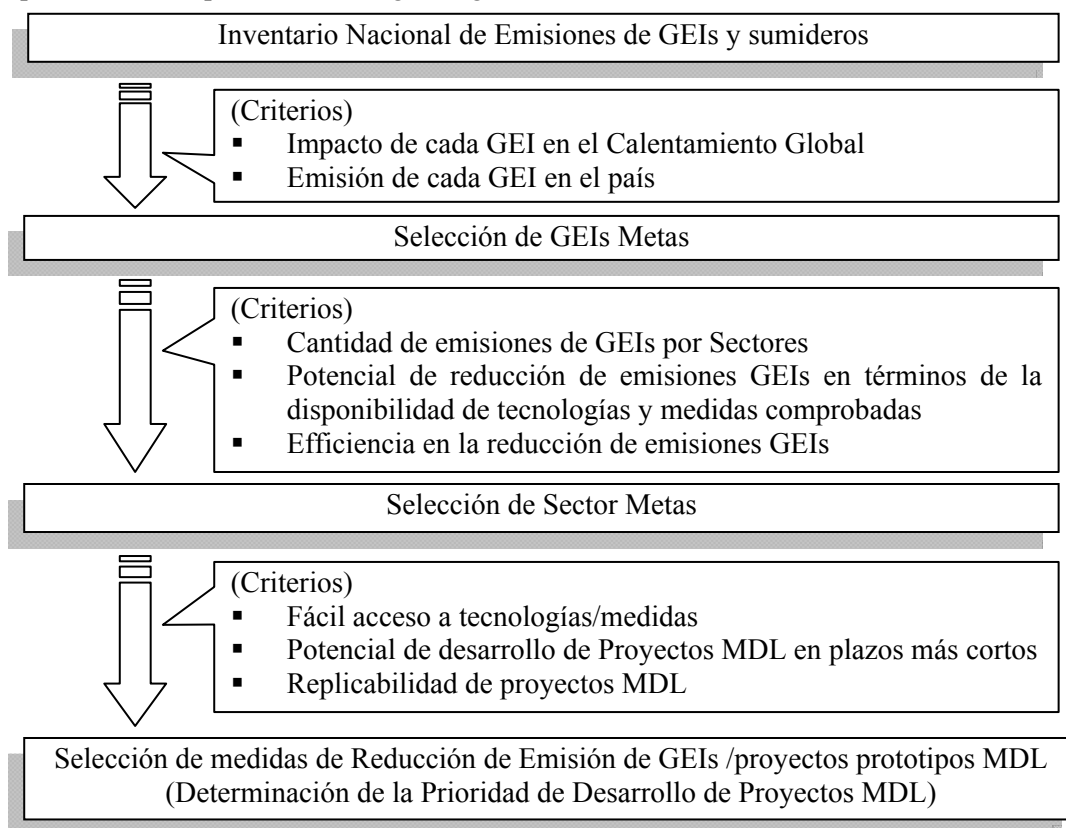 Inventario Nacional de Emisiones de GEIs y sumideros
(Criterios)
▪ Impacto de cada GEI en el Calentamiento Global
▪ Emisión de cada GEI en el país
Selección de GEIs Metas
(Criterios)
▪ Cantidad de emisiones de GEIs por Sectores
▪ Potencial de reducción de emisiones GEIs en términos de la
disponibilidad de tecnologías y medidas comprobadas
▪ Efficiencia en la reducción de emisiones GEIs
Selección de Sector Metas
(Criterios)
▪ Fácil acceso a tecnologías/medidas
▪ Potencial de desarrollo de Proyectos MDL en plazos más cortos
▪ Replicabilidad de proyectos MDL
Selección de medidas de Reducción de Emisión de GEIs /proyectos prototipos MDL
(Determinación de la Prioridad de Desarrollo de Proyectos MDL)